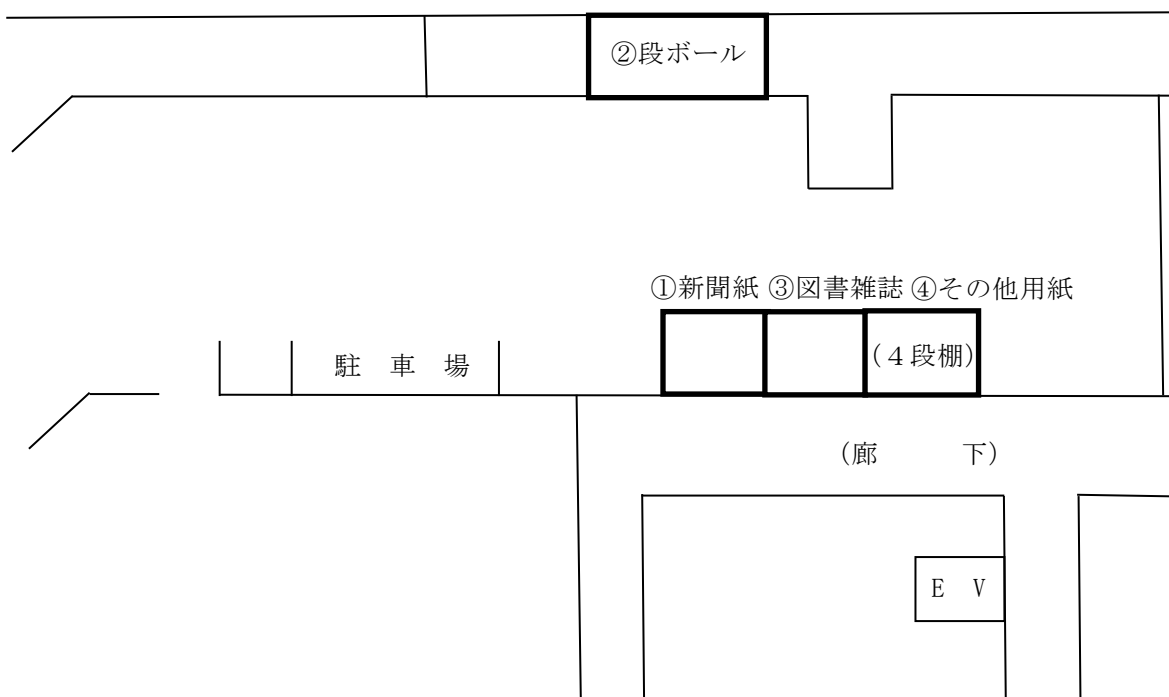 ②段ボール
①新聞紙 ③図書雑誌 ④その他用紙
(４段棚)
駐 車 場
(廊 下)
Ｅ Ｖ